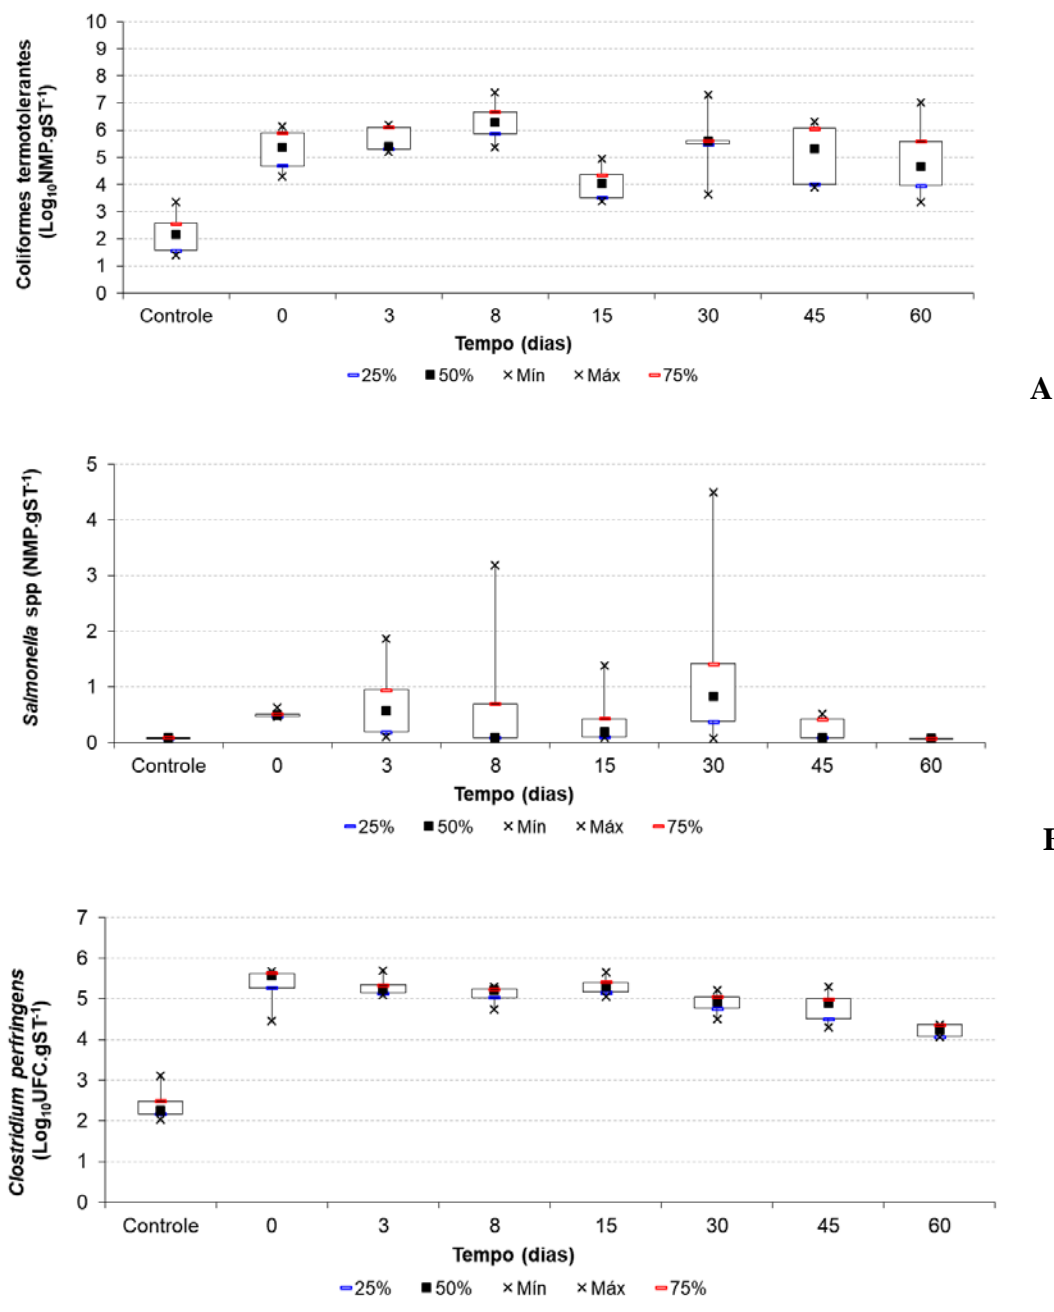 Coliformes termotolerantes
(Log₁₀NMP.gST⁻¹)
10
9
8
7
6
5
4
3
2
1
0
Controle 0 3 8 15 30 45 60
Tempo (dias)
25% 50% Mín Máx 75%
A
Salmonella spp (NMP.gST⁻¹)
5
4
3
2
1
0
Controle 0 3 8 15 30 45 60
Tempo (dias)
25% 50% Mín Máx 75%
Clostridium perfringens
(Log₁₀UFC.gST⁻¹)
7
6
5
4
3
2
1
0
Controle 0 3 8 15 30 45 60
Tempo (dias)
25% 50% Mín Máx 75%